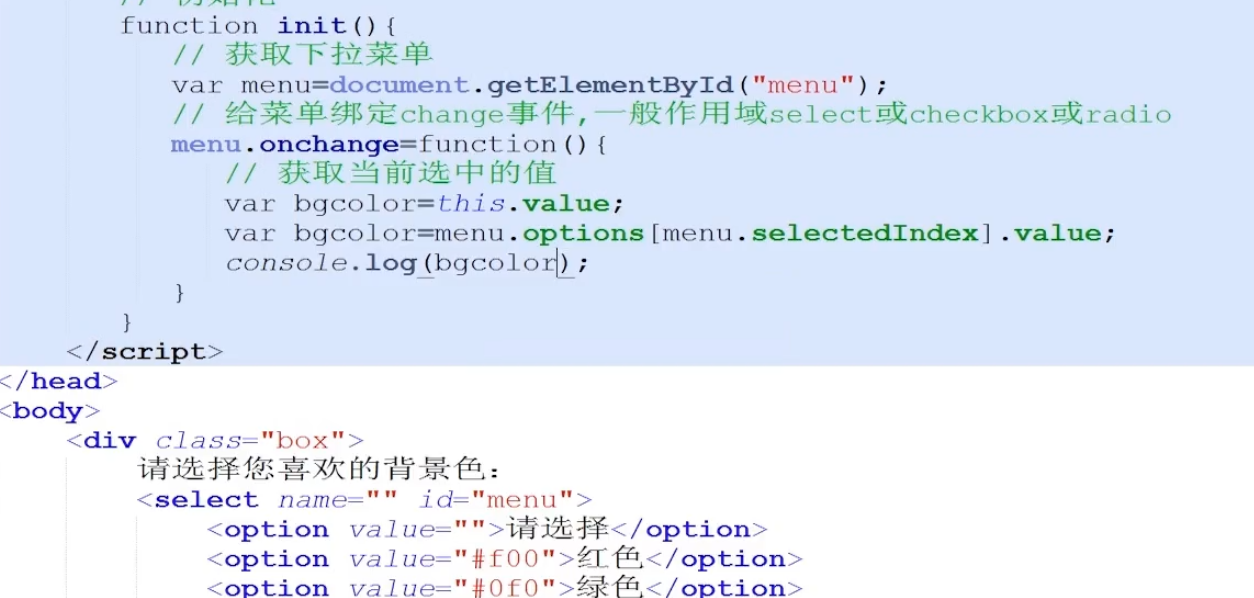 // 初始化
function init(){
// 获取下拉菜单
var menu=document.getElementById("menu");
// 给菜单绑定change事件,一般作用域select或checkbox或radio
menu.onchange=function(){
// 获取当前选中的值
var bgcolor=this.value;
var bgcolor=menu.options[menu.selectedIndex].value;
console.log(bgcolor);
}
}
</script>
</head>
<body>
<div class="box">
请选择您喜欢的背景色:
<select name="" id="menu">
<option value="">请选择</option>
<option value="#f00">红色</option>
<option value="#0f0">绿色</option>